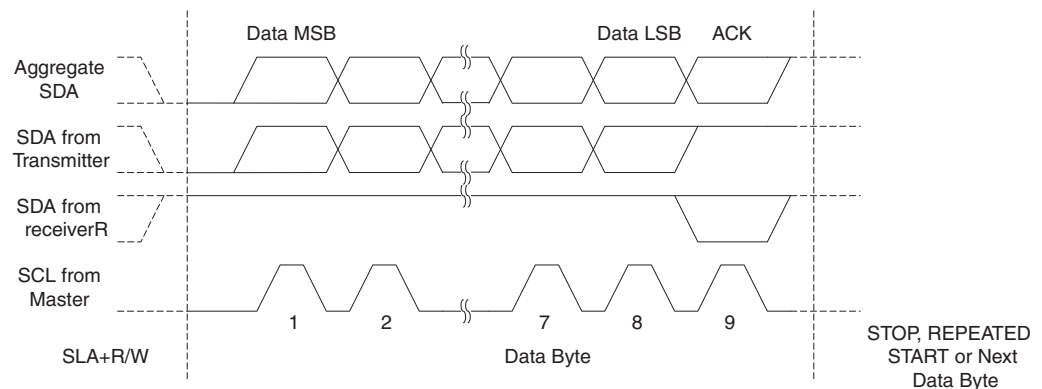 Data MSB
Data LSB
ACK
Aggregate
SDA
SDA from
Transmitter
SDA from
receiverR
SCL from
Master
1
2
7
8
9
SLA+R/W
Data Byte
STOP, REPEATED
START or Next
Data Byte